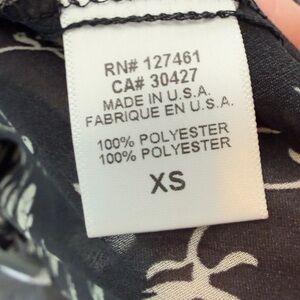 RN# 127461
CA# 30427
MADE IN U.S.A.
FABRIQUE EN U.S.A.
100% POLYESTER
100% POLYESTER
XS